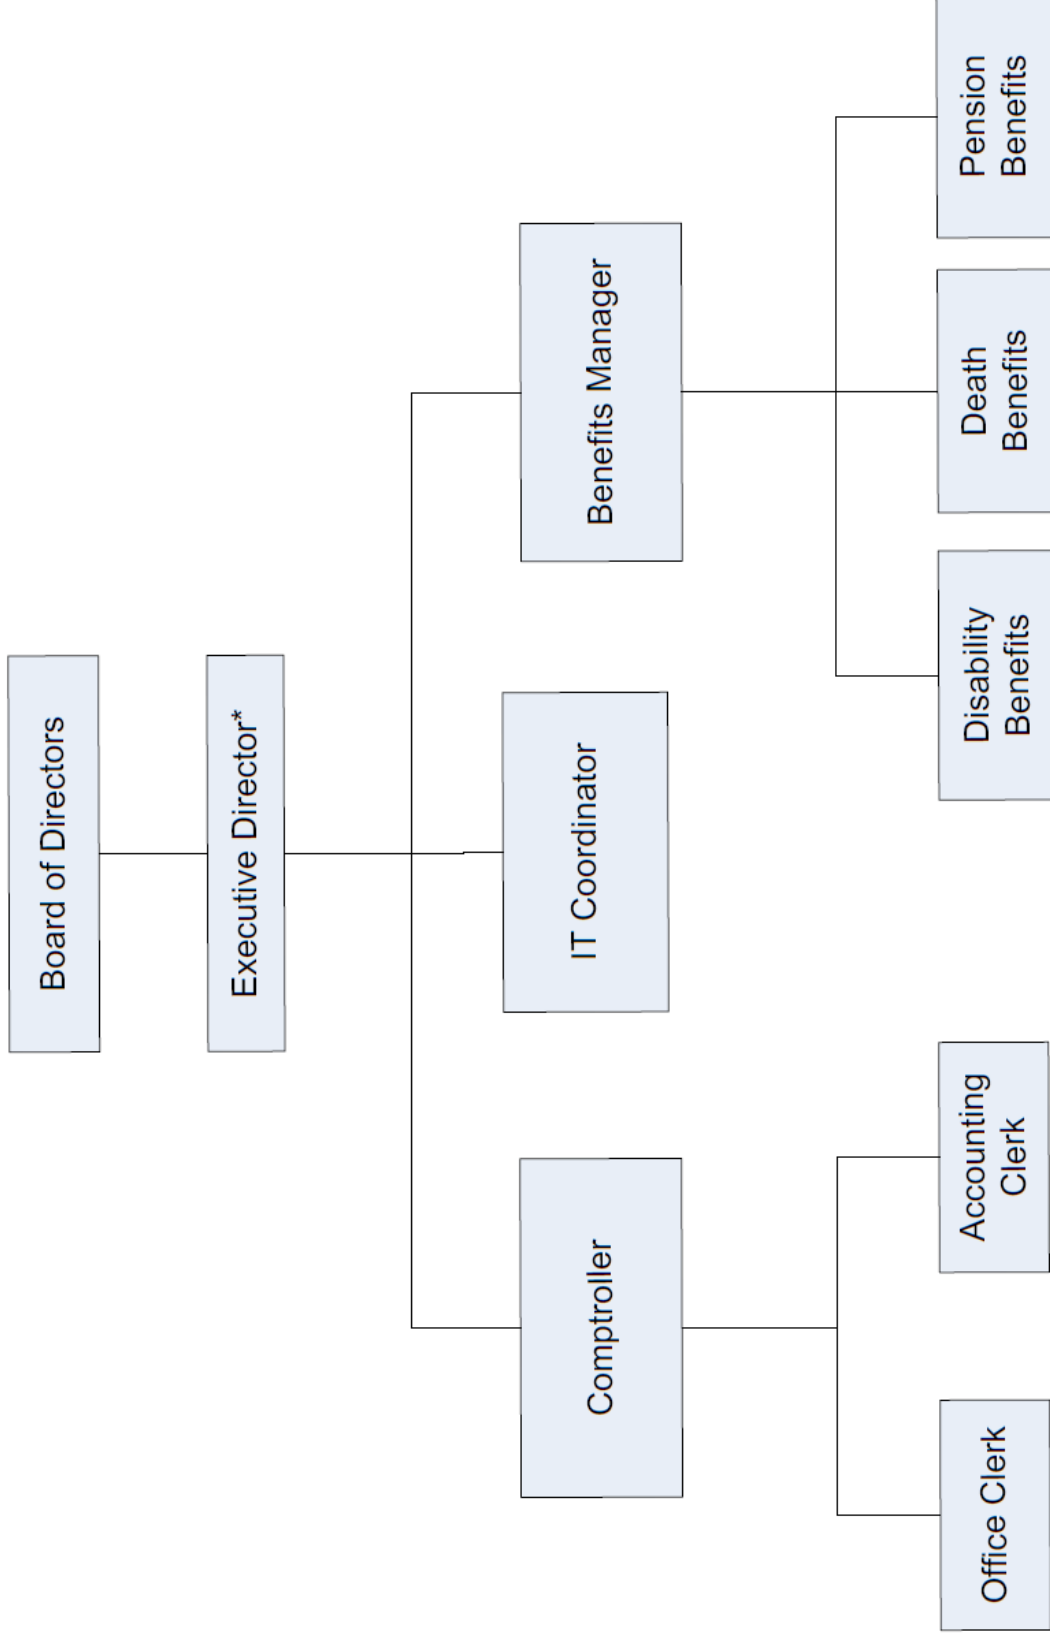 Board of Directors
Executive Director*
Comptroller
IT Coordinator
Benefits Manager
Office Clerk
Accounting
Clerk
Disability
Benefits
Death
Benefits
Pension
Benefits